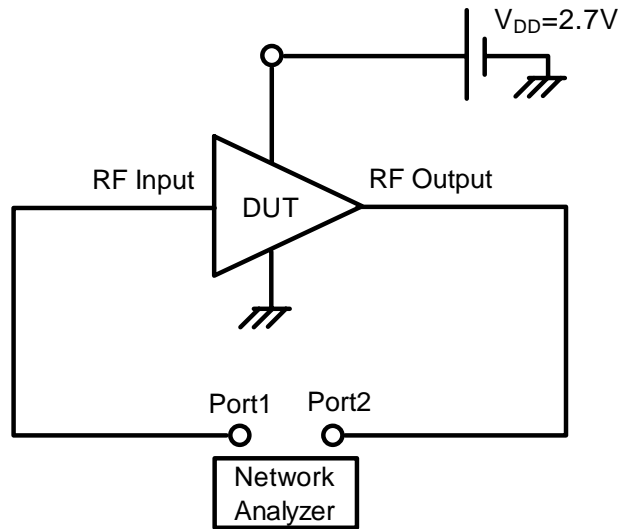 VDD=2.7V
RF Input
RF Output
DUT
Port1
Port2
Network
Analyzer